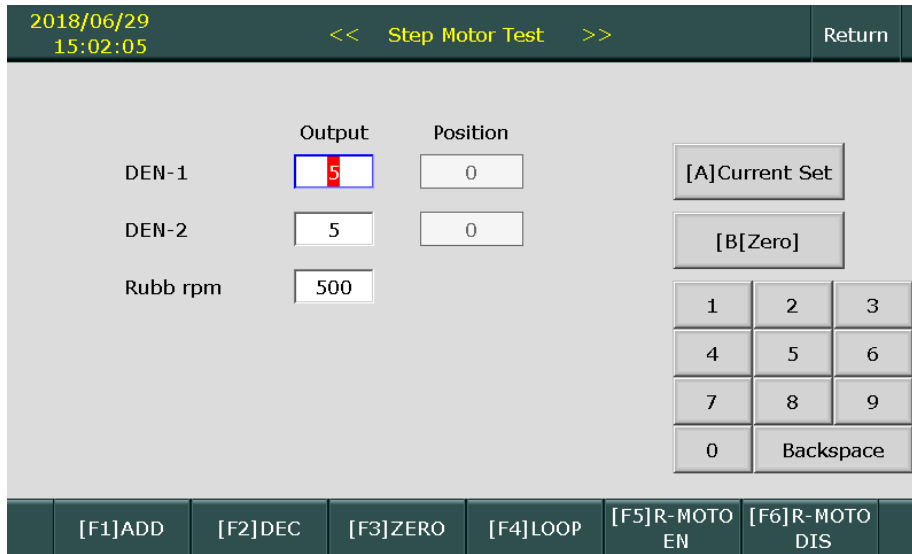 2018/06/29
15:02:05
<< Step Motor Test >>
Return
Output Position
DEN-1 5 0
DEN-2 5 0
Rubb rpm 500
[A]Current Set
[B[Zero]
1 2 3
4 5 6
7 8 9
0 Backspace
[F1]ADD [F2]DEC [F3]ZERO [F4]LOOP
[F5]R-MOTO
EN
[F6]R-MOTO
DIS